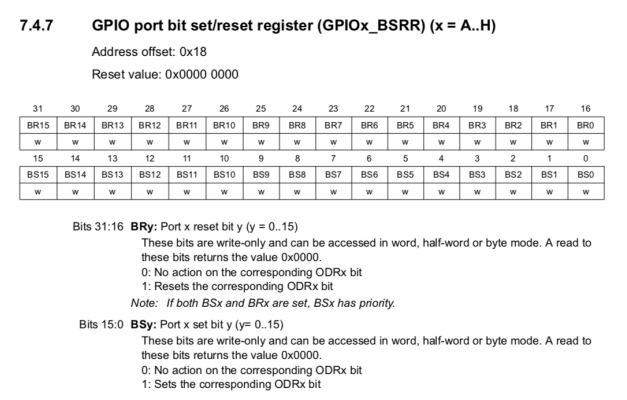 7.4.7 GPIO port bit set/reset register (GPIOx_BSRR) (x = A..H)
Address offset: 0x18
Reset value: 0x0000 0000
31 30 29 28 27 26 25 24 23 22 21 20 19 18 17 16
BR15 BR14 BR13 BR12 BR11 BR10 BR9 BR8 BR7 BR6 BR5 BR4 BR3 BR2 BR1 BR0
w w w w w w w w w w w w w w w w
15 14 13 12 11 10 9 8 7 6 5 4 3 2 1 0
BS15 BS14 BS13 BS12 BS11 BS10 BS9 BS8 BS7 BS6 BS5 BS4 BS3 BS2 BS1 BS0
w w w w w w w w w w w w w w w w
Bits 31:16 BRy: Port x reset bit y (y = 0..15)
These bits are write-only and can be accessed in word, half-word or byte mode. A read to
these bits returns the value 0x0000.
0: No action on the corresponding ODRx bit
1: Resets the corresponding ODRx bit
Note: If both BSx and BRx are set, BSx has priority.
Bits 15:0 BSy: Port x set bit y (y= 0..15)
These bits are write-only and can be accessed in word, half-word or byte mode. A read to
these bits returns the value 0x0000.
0: No action on the corresponding ODRx bit
1: Sets the corresponding ODRx bit